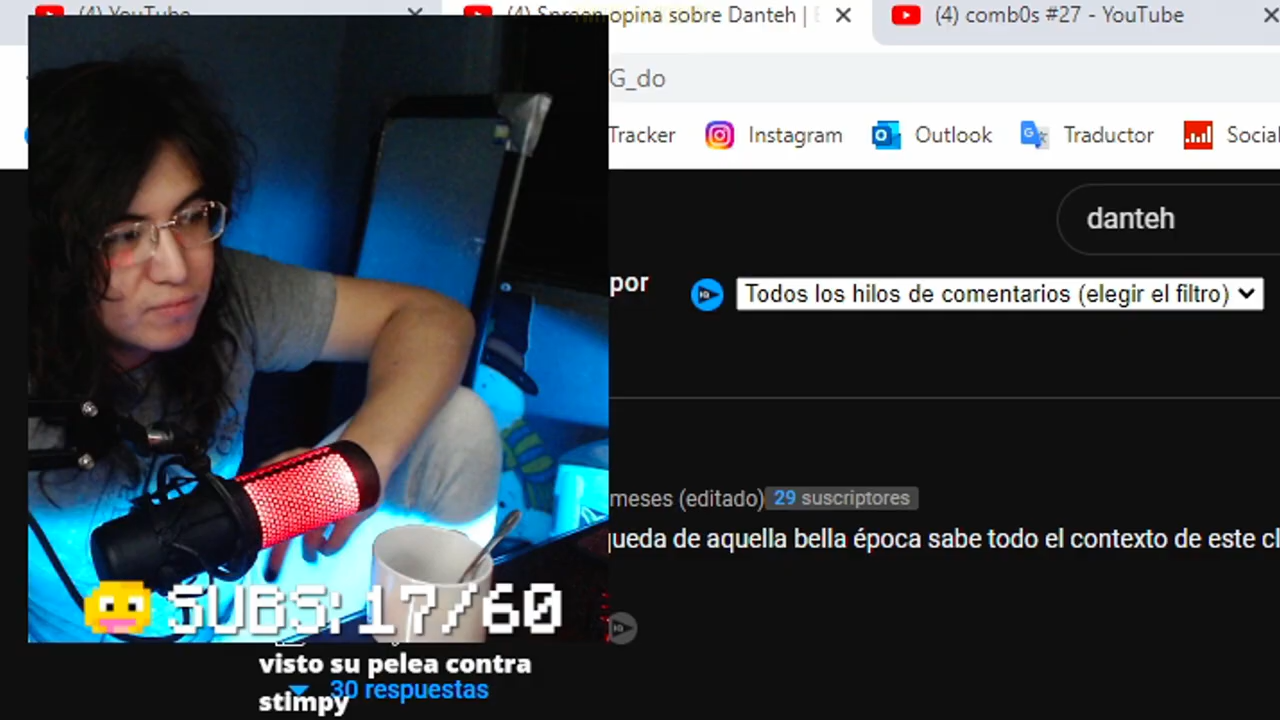 (4) YouTube
(4) Spreen opina sobre Danteh |
(4) comb0s #27 - YouTube
G_do
Tracker
Instagram
Outlook
Traductor
Social
danteh
por
Todos los hilos de comentarios (elegir el filtro)
meses (editado)
29 suscriptores
queda de aquella bella época sabe todo el contexto de este cl
SUBS:17/60
visto su pelea contra
30 respuestas
stimpy